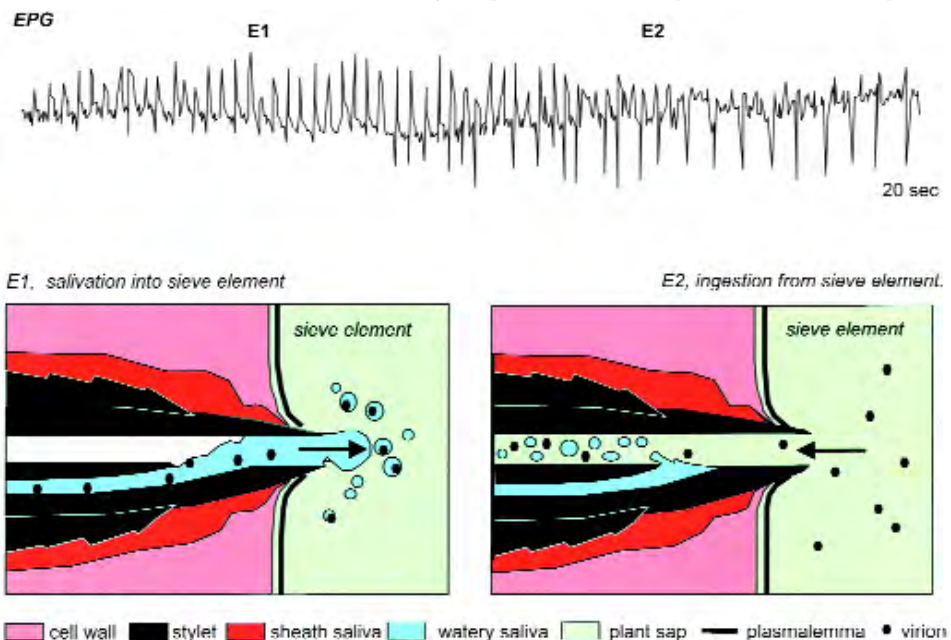 EPG
E1 E2
20 sec
E1, salivation into sieve element E2, ingestion from sieve element.
sieve element sieve element
cell wall stylet sheath saliva watery saliva plant sap plasmalemma virion